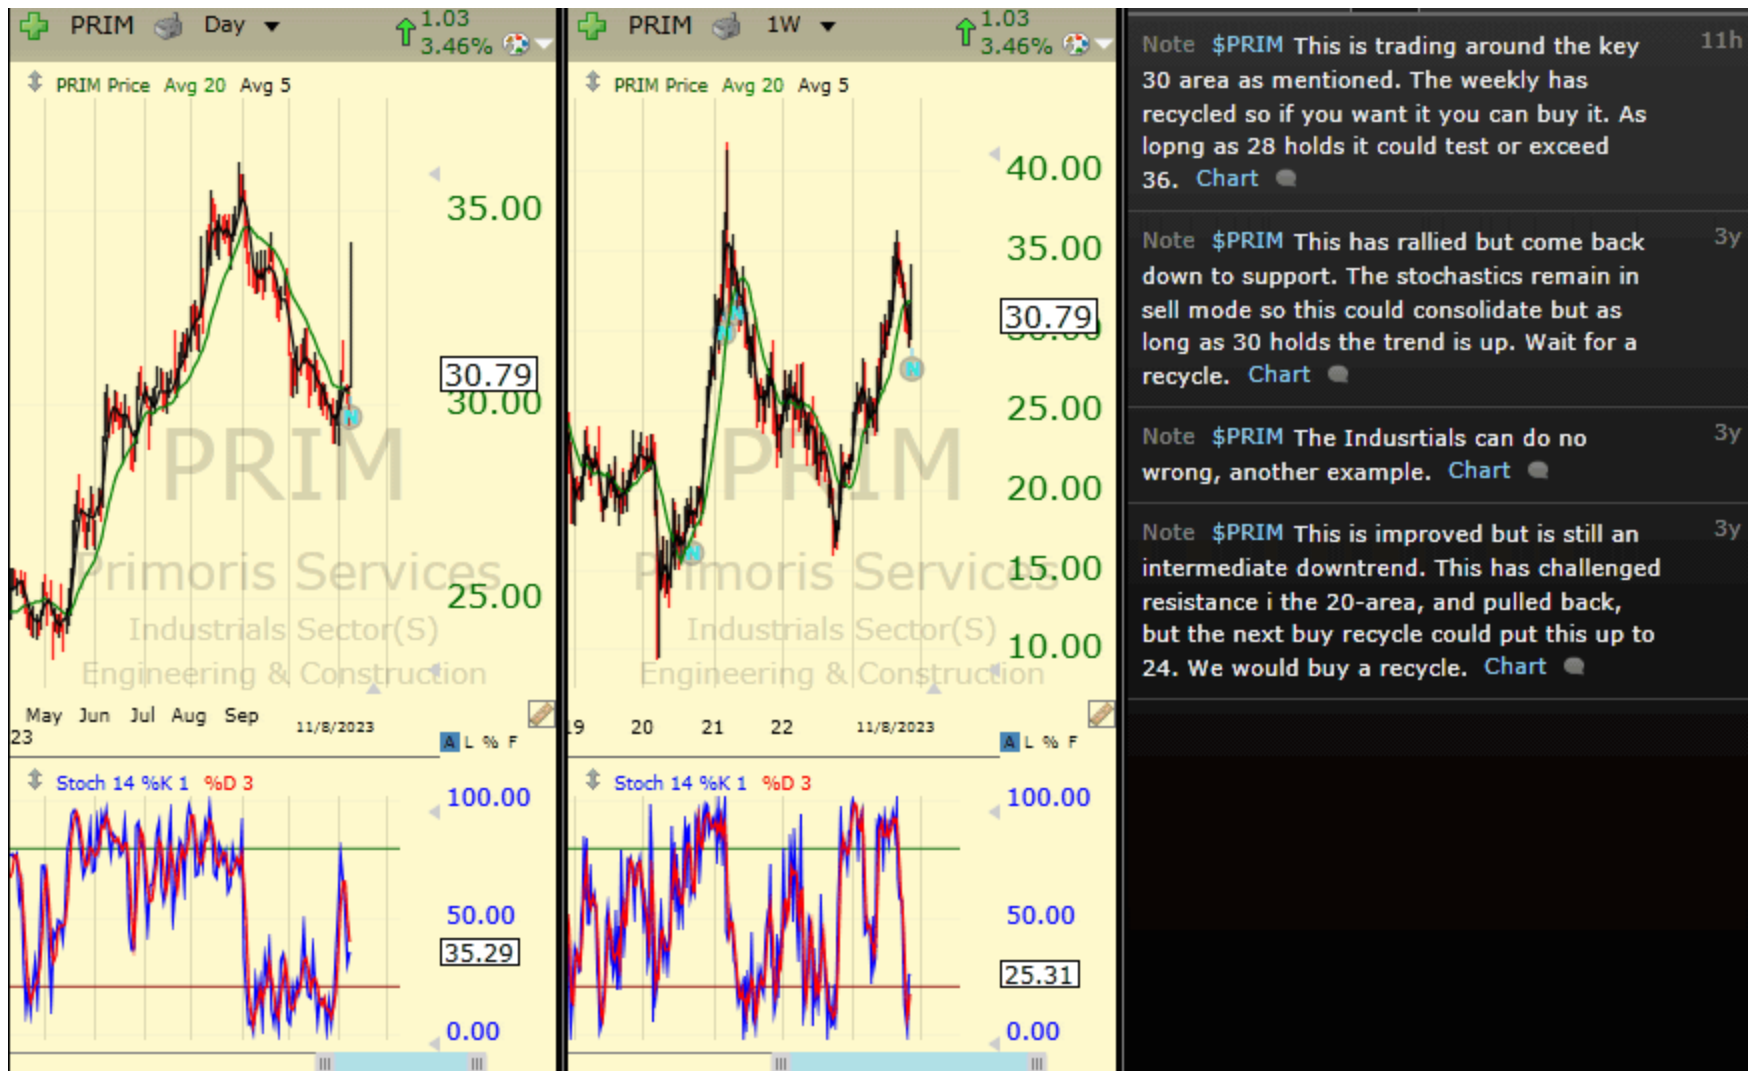 PRIM Day 1.03
3.46%
PRIM Price Avg 20 Avg 5
35.00
30.79
30.00
PRIM
25.00
Primoris Services
Industrials Sector(S)
Engineering & Construction
May Jun Jul Aug Sep
23 11/8/2023
A L % F
Stoch 14 %K 1 %D 3
100.00
50.00
35.29
0.00
PRIM 1W 1.03
3.46%
PRIM Price Avg 20 Avg 5
40.00
35.00
30.79
30.00
25.00
N
N
N
N
N
PRIM
20.00
15.00
Primoris Services
Industrials Sector(S)
10.00
Engineering & Construction
19 20 21 22 11/8/2023
A L % F
Stoch 14 %K 1 %D 3
100.00
50.00
25.31
0.00
Note $PRIM This is trading around the key 11h
30 area as mentioned. The weekly has
recycled so if you want it you can buy it. As
lopng as 28 holds it could test or exceed
36. Chart
Note $PRIM This has rallied but come back 3y
down to support. The stochastics remain in
sell mode so this could consolidate but as
long as 30 holds the trend is up. Wait for a
recycle. Chart
Note $PRIM The Indusrtials can do no 3y
wrong, another example. Chart
Note $PRIM This is improved but is still an 3y
intermediate downtrend. This has challenged
resistance i the 20-area, and pulled back,
but the next buy recycle could put this up to
24. We would buy a recycle. Chart